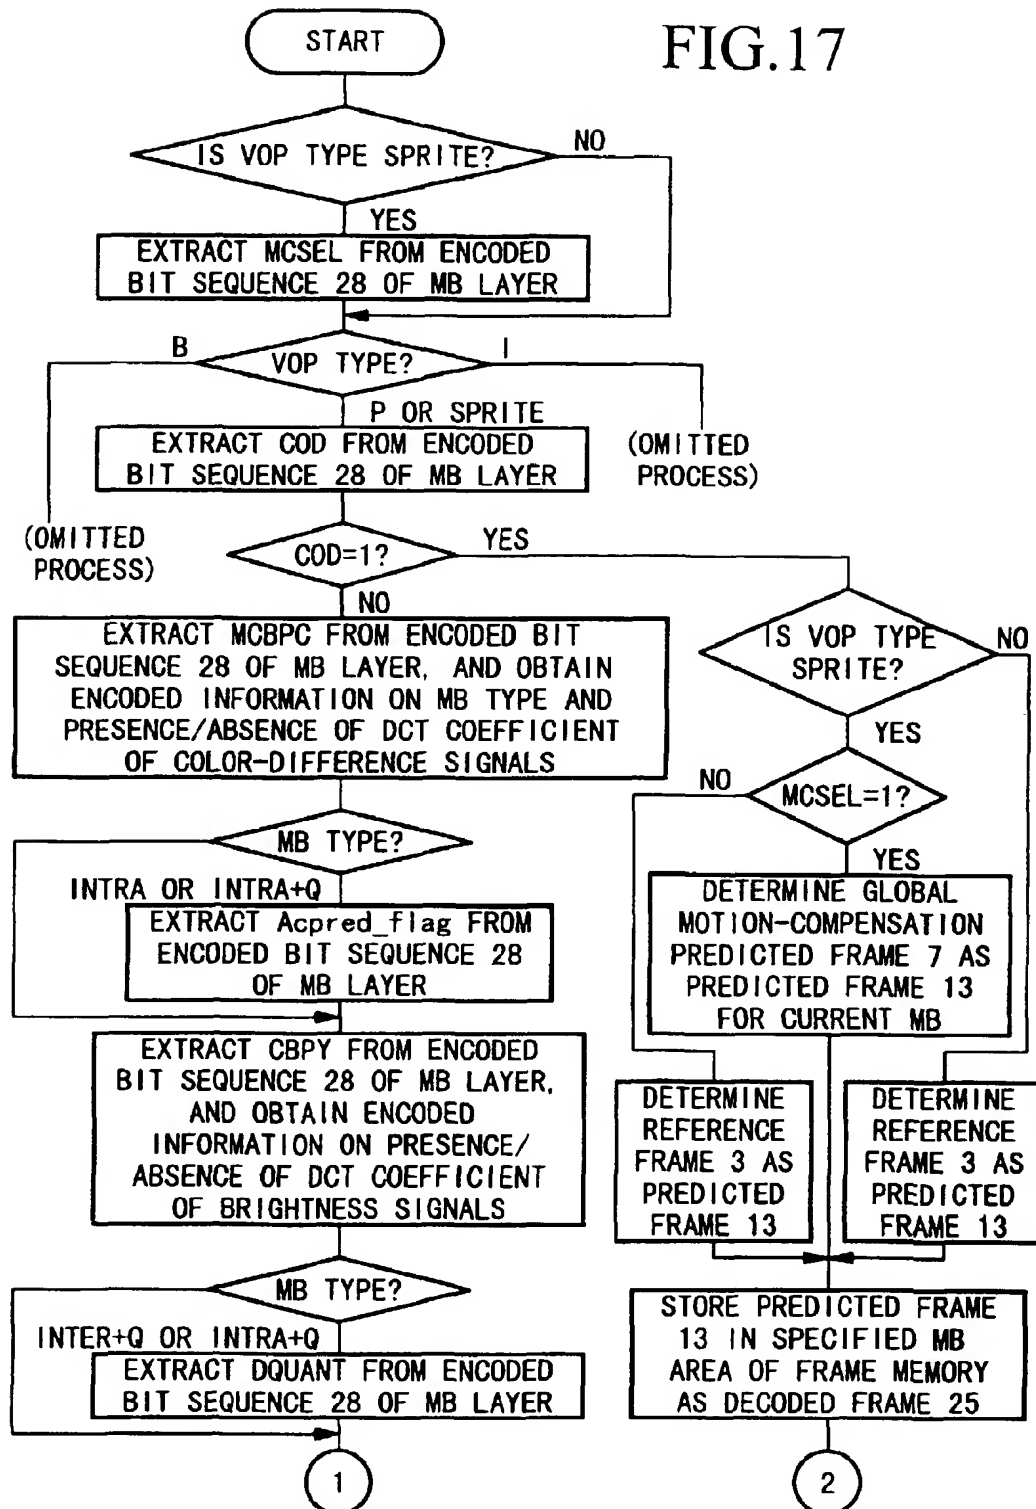 START
FIG.17
IS VOP TYPE SPRITE?
NO
YES
EXTRACT MCSEL FROM ENCODED
BIT SEQUENCE 28 OF MB LAYER
B
VOP TYPE?
I
P OR SPRITE
EXTRACT COD FROM ENCODED
BIT SEQUENCE 28 OF MB LAYER
(OMITTED
PROCESS)
(OMITTED
PROCESS)
COD=1?
YES
NO
EXTRACT MCBPC FROM ENCODED BIT
SEQUENCE 28 OF MB LAYER, AND OBTAIN
ENCODED INFORMATION ON MB TYPE AND
PRESENCE/ABSENCE OF DCT COEFFICIENT
OF COLOR-DIFFERENCE SIGNALS
MB TYPE?
INTRA OR INTRA+Q
EXTRACT Acpred_flag FROM
ENCODED BIT SEQUENCE 28
OF MB LAYER
EXTRACT CBPY FROM ENCODED
BIT SEQUENCE 28 OF MB LAYER,
AND OBTAIN ENCODED
INFORMATION ON PRESENCE/
ABSENCE OF DCT COEFFICIENT
OF BRIGHTNESS SIGNALS
MB TYPE?
INTER+Q OR INTRA+Q
EXTRACT DQUANT FROM ENCODED
BIT SEQUENCE 28 OF MB LAYER
1
IS VOP TYPE
SPRITE?
NO
YES
NO
MCSEL=1?
YES
DETERMINE GLOBAL
MOTION-COMPENSATION
PREDICTED FRAME 7 AS
PREDICTED FRAME 13
FOR CURRENT MB
DETERMINE
REFERENCE
FRAME 3 AS
PREDICTED
FRAME 13
DETERMINE
REFERENCE
FRAME 3 AS
PREDICTED
FRAME 13
STORE PREDICTED FRAME
13 IN SPECIFIED MB
AREA OF FRAME MEMORY
AS DECODED FRAME 25
2